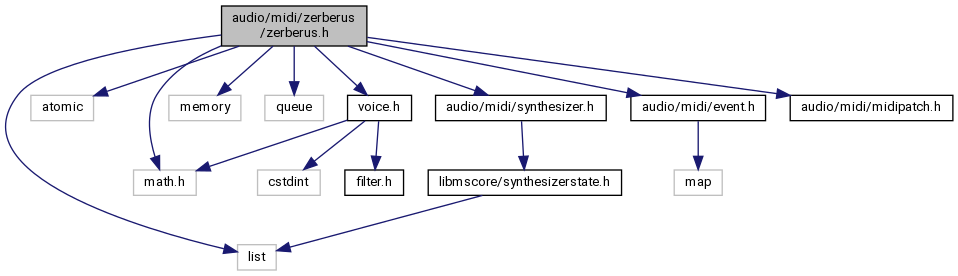 audio/midi/zerberus
/zerberus.h
atomic
memory
queue
voice.h
audio/midi/synthesizer.h
audio/midi/event.h
audio/midi/midipatch.h
math.h
cstdint
filter.h
libmscore/synthesizerstate.h
map
list